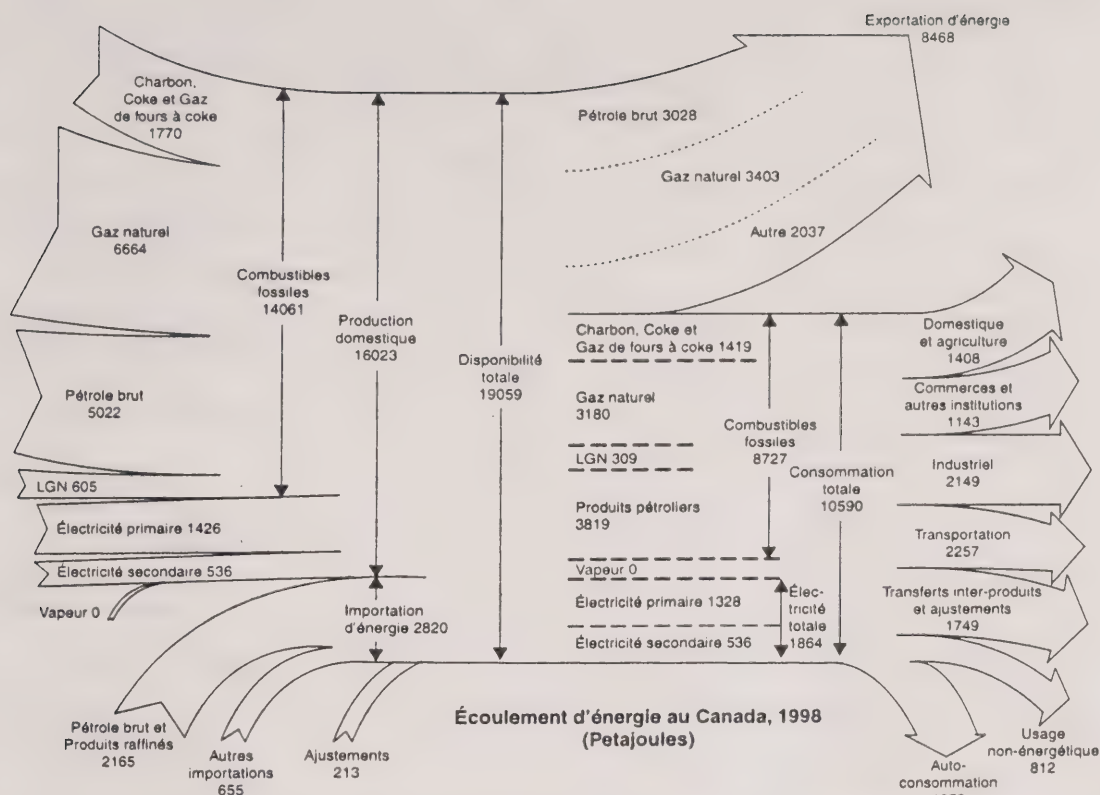 Exportation d'énergie
8468
Charbon,
Coke et Gaz
de fours à coke
1770
Pétrole brut 3028
Gaz naturel 3403
Autre 2037
Gaz naturel
6664
Combustibles
fossiles
14061
Production
domestique
16023
Disponibilité
totale
19059
Charbon, Coke et
Gaz de fours à coke 1419
Gaz naturel
3180
LGN 309
Produits pétroliers
3819
Vapeur 0
Électricité primaire 1328
Électricité secondaire 536
Combustibles
fossiles
8727
Consommation
totale
10590
Élec-
tricité
totale
1864
Domestique
et agriculture
1408
Commerces et
autres institutions
1143
Industriel
2149
Transportation
2257
Transferts inter-produits
et ajustements
1749
Pétrole brut
5022
LGN 605
Électricité primaire 1426
Électricité secondaire 536
Vapeur 0
Importation
d'énergie 2820
Pétrole brut et
Produits raffinés
2165
Autres
importations
655
Ajustements
213
Écoulement d'énergie au Canada, 1998
(Petajoules)
Usage
non-énergétique
812
Auto-
consommation